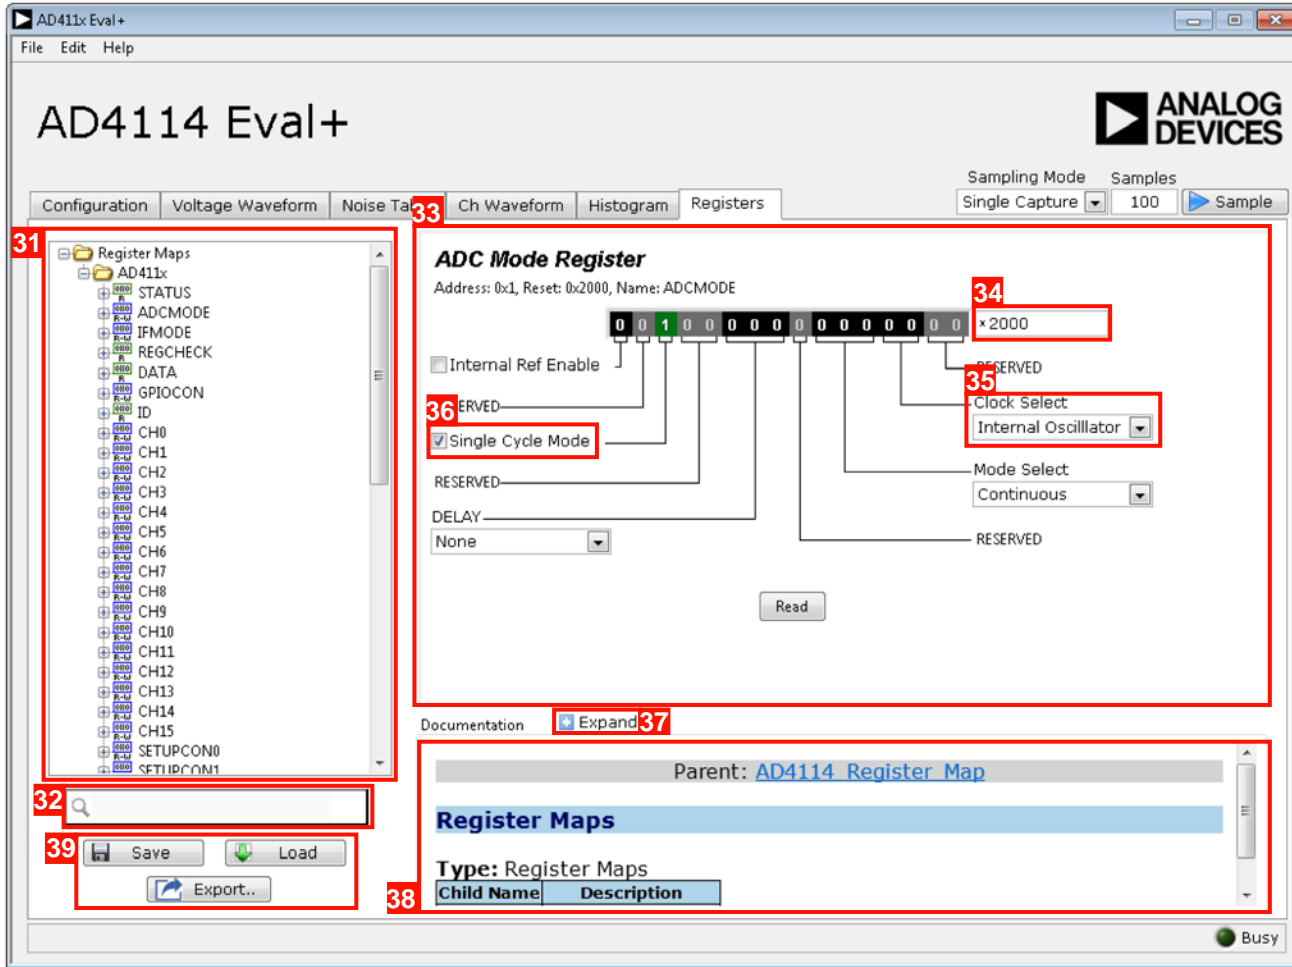 AD411x Eval+
File Edit Help
AD4114 Eval+
ANALOG
DEVICES
Sampling Mode Samples
Configuration Voltage Waveform Noise Ta Ch Waveform Histogram Registers Single Capture 100 Sample
33
31
Register Maps
AD411x
STATUS
ADCMODE
IFMODE
REGCHECK
DATA
GPIOCON
ID
CH0
CH1
CH2
CH3
CH4
CH5
CH6
CH7
CH8
CH9
CH10
CH11
CH12
CH13
CH14
CH15
SETUPCON0
SETUPCON1
32
39
Save Load
Export..
ADC Mode Register
Address: 0x1, Reset: 0x2000, Name: ADCMODE
34
0 0 1 0 0 0 0 0 0 0 0 0 0 0 0 0 x2000
Internal Ref Enable
RESERVED
35
Clock Select
Internal Oscilllator
36
ERVED
Single Cycle Mode
Mode Select
Continuous
RESERVED
DELAY
None
RESERVED
Read
Documentation Expand 37
Parent: AD4114 Register Map
Register Maps
Type: Register Maps
Child Name Description
38
Busy